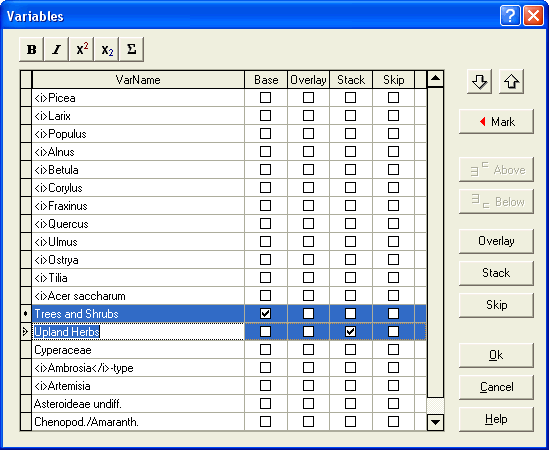 Variables
B I X2 X2 Σ
VarName Base Overlay Stack Skip
<i>Picea
<i>Larix
<i>Populus
<i>Alnus
<i>Betula
<i>Corylus
<i>Fraxinus
<i>Quercus
<i>Ulmus
<i>Ostrya
<i>Tilia
<i>Acer saccharum
Trees and Shrubs
Upland Herbs
Cyperaceae
<i>Ambrosia</i>-type
<i>Artemisia
Asteroideae undiff.
Chenopod./Amaranth.
Mark
Above
Below
Overlay
Stack
Skip
Ok
Cancel
Help